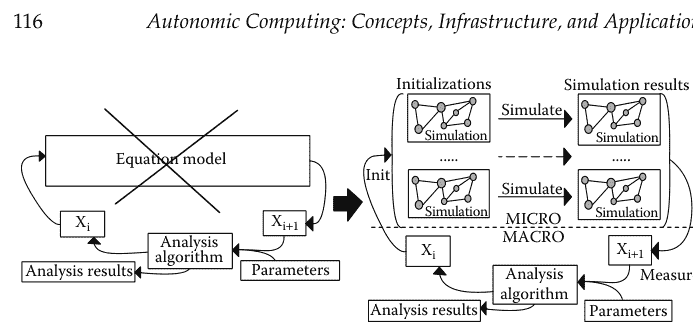 116
Autonomic Computing: Concepts, Infrastructure, and Application
Equation model
Xi
Xi+1
Analysis
algorithm
Analysis results
Parameters
Initializations
Simulation results
Simulation
Simulate
Simulation
.....
.....
Init
Simulation
Simulate
Simulation
MICRO
MACRO
Xi
Xi+1
Measur
Analysis
algorithm
Analysis results
Parameters